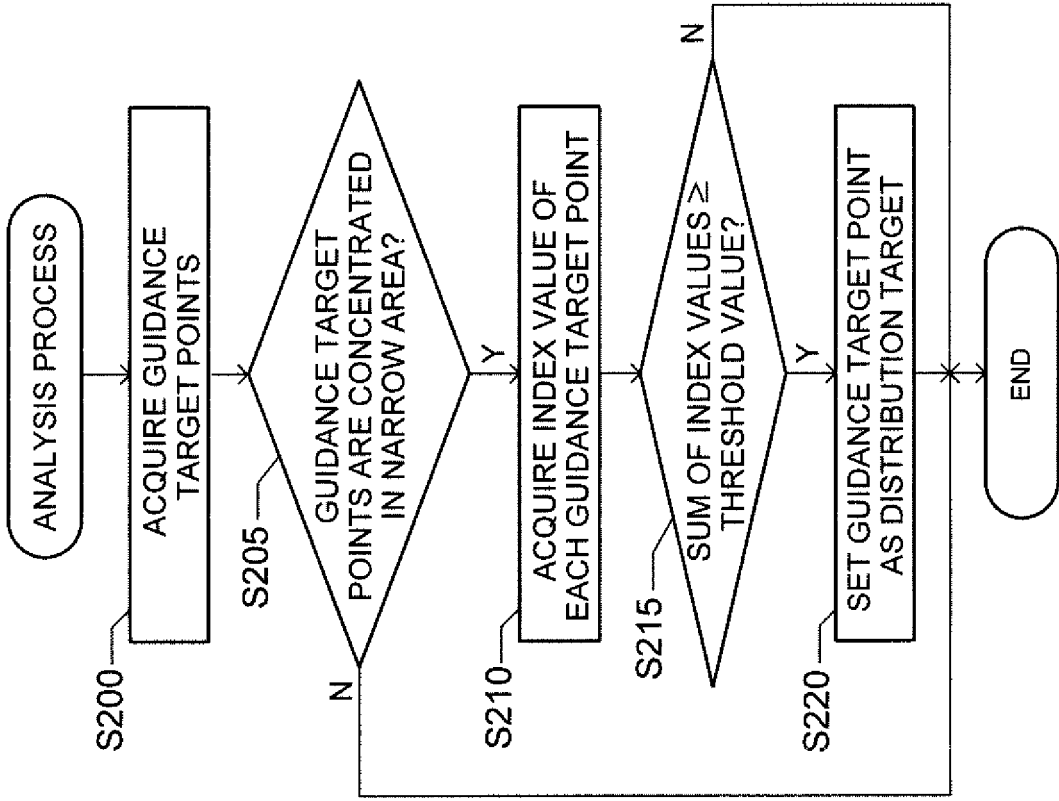 ANALYSIS PROCESS
S200
ACQUIRE GUIDANCE
TARGET POINTS
S205
GUIDANCE TARGET
POINTS ARE CONCENTRATED
IN NARROW AREA?
N
Y
S210
ACQUIRE INDEX VALUE OF
EACH GUIDANCE TARGET POINT
S215
SUM OF INDEX VALUES ≥
THRESHOLD VALUE?
N
Y
S220
SET GUIDANCE TARGET POINT
AS DISTRIBUTION TARGET
END